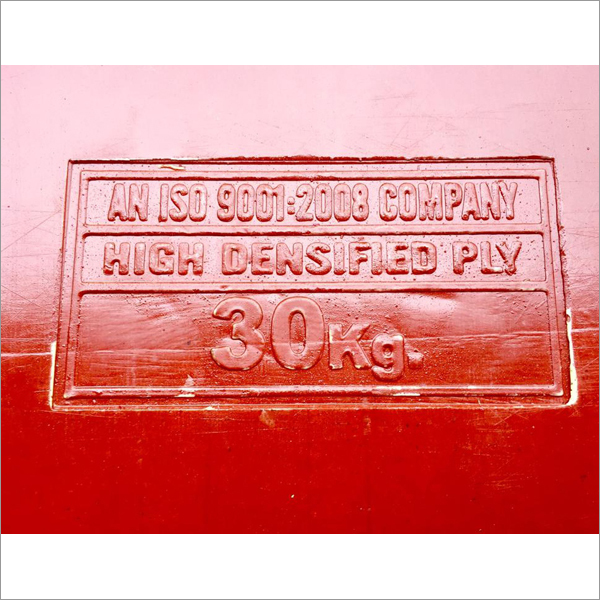 AN ISO 9001:2008 COMPANY
HIGH DENSIFIED PLY
30Kg.